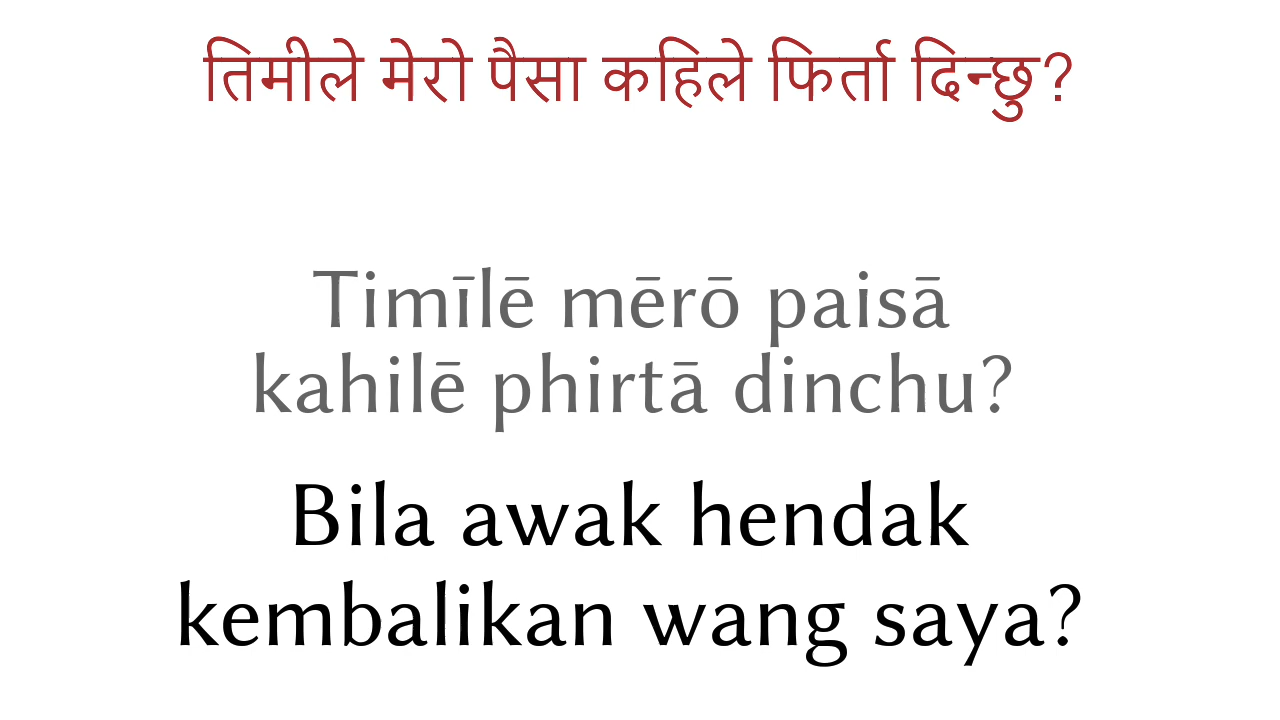 तिमीले मेरो पैसा कहिले फिर्ता दिन्छु?
Timīlē mērō paisā
kahilē phirtā dinchu?
Bila awak hendak
kembalikan wang saya?